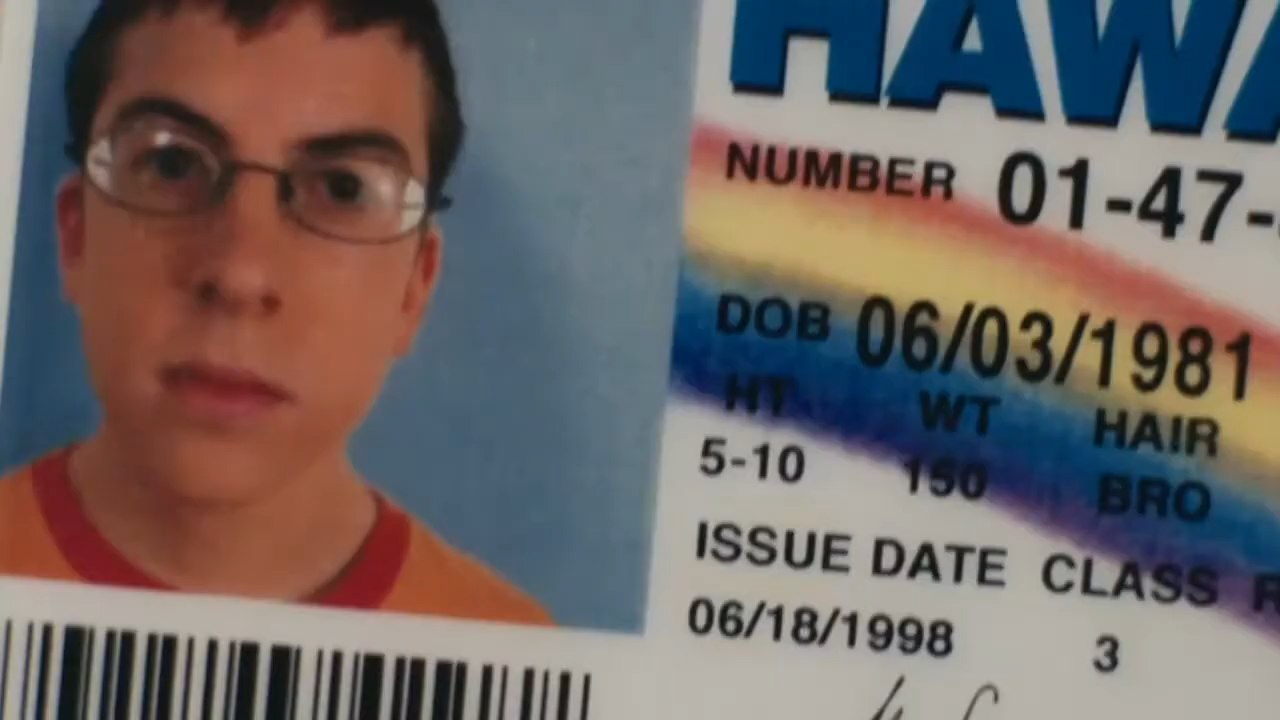 HAWA
NUMBER 01-47-
DOB 06/03/1981
HT WT HAIR
5-10 150 BRO
ISSUE DATE CLASS R
06/18/1998 3